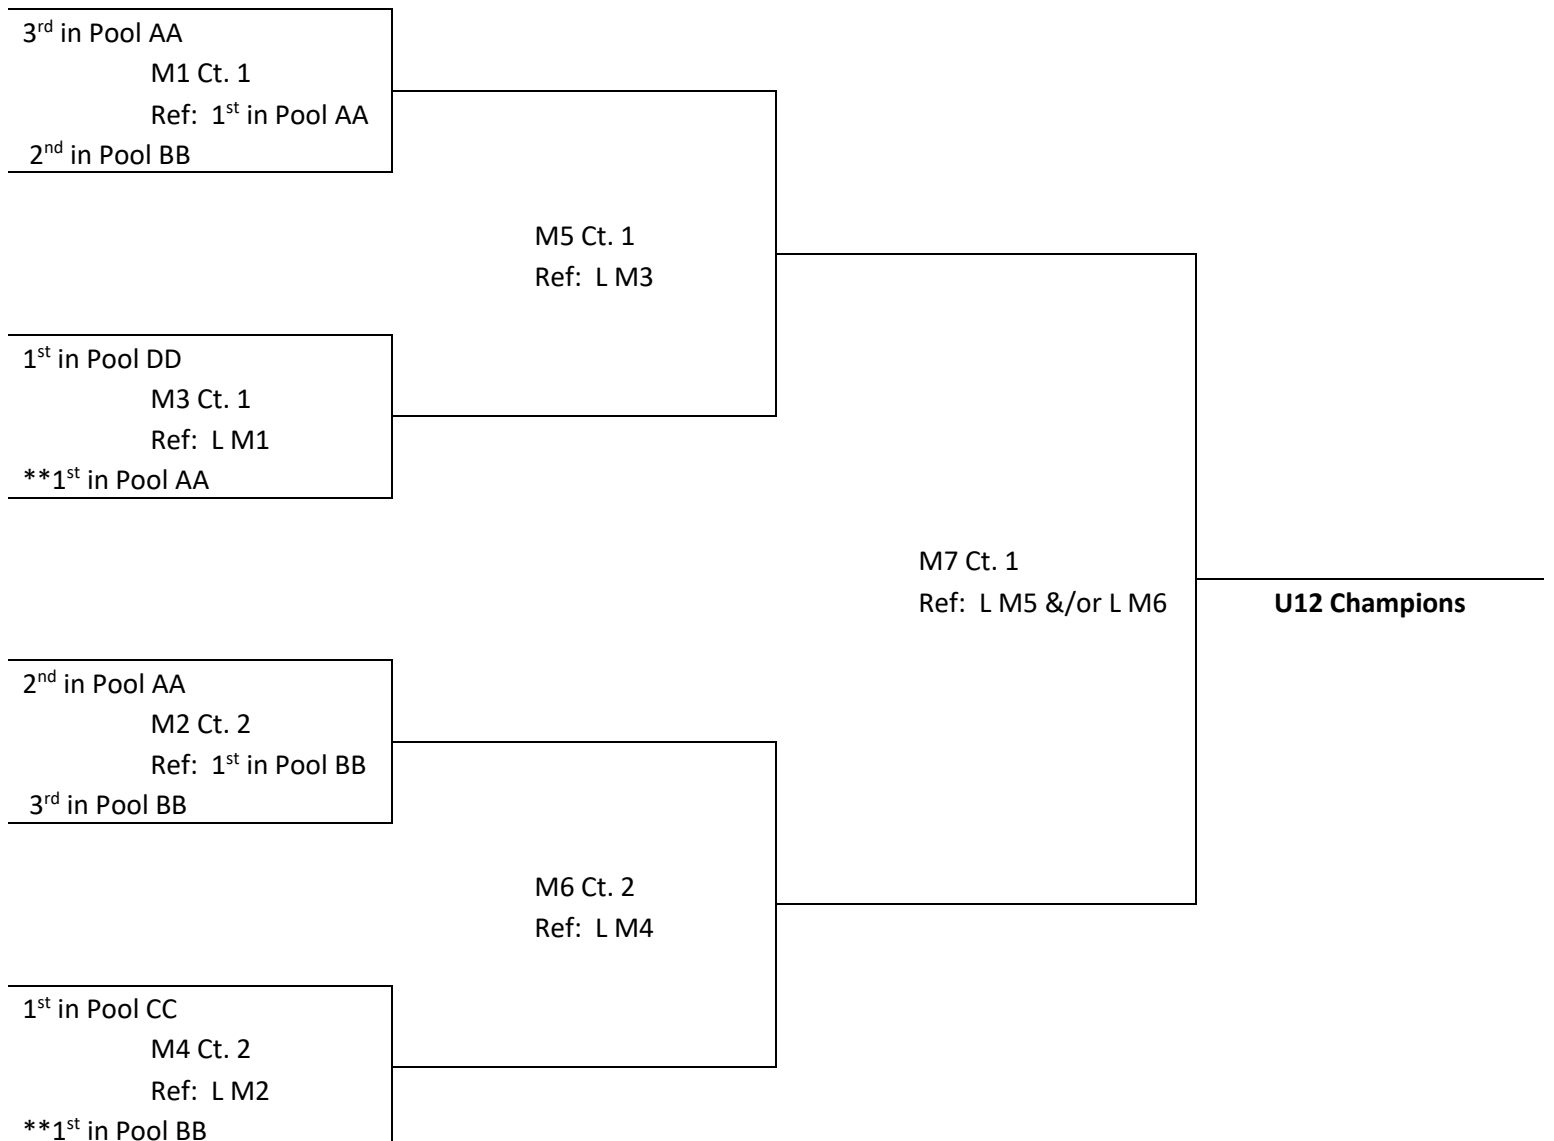 3rd in Pool AA
M1 Ct. 1
Ref: 1st in Pool AA
2nd in Pool BB
M5 Ct. 1
Ref: L M3
1st in Pool DD
M3 Ct. 1
Ref: L M1
**1st in Pool AA
M7 Ct. 1
Ref: L M5 &/or L M6
U12 Champions
2nd in Pool AA
M2 Ct. 2
Ref: 1st in Pool BB
3rd in Pool BB
M6 Ct. 2
Ref: L M4
1st in Pool CC
M4 Ct. 2
Ref: L M2
**1st in Pool BB